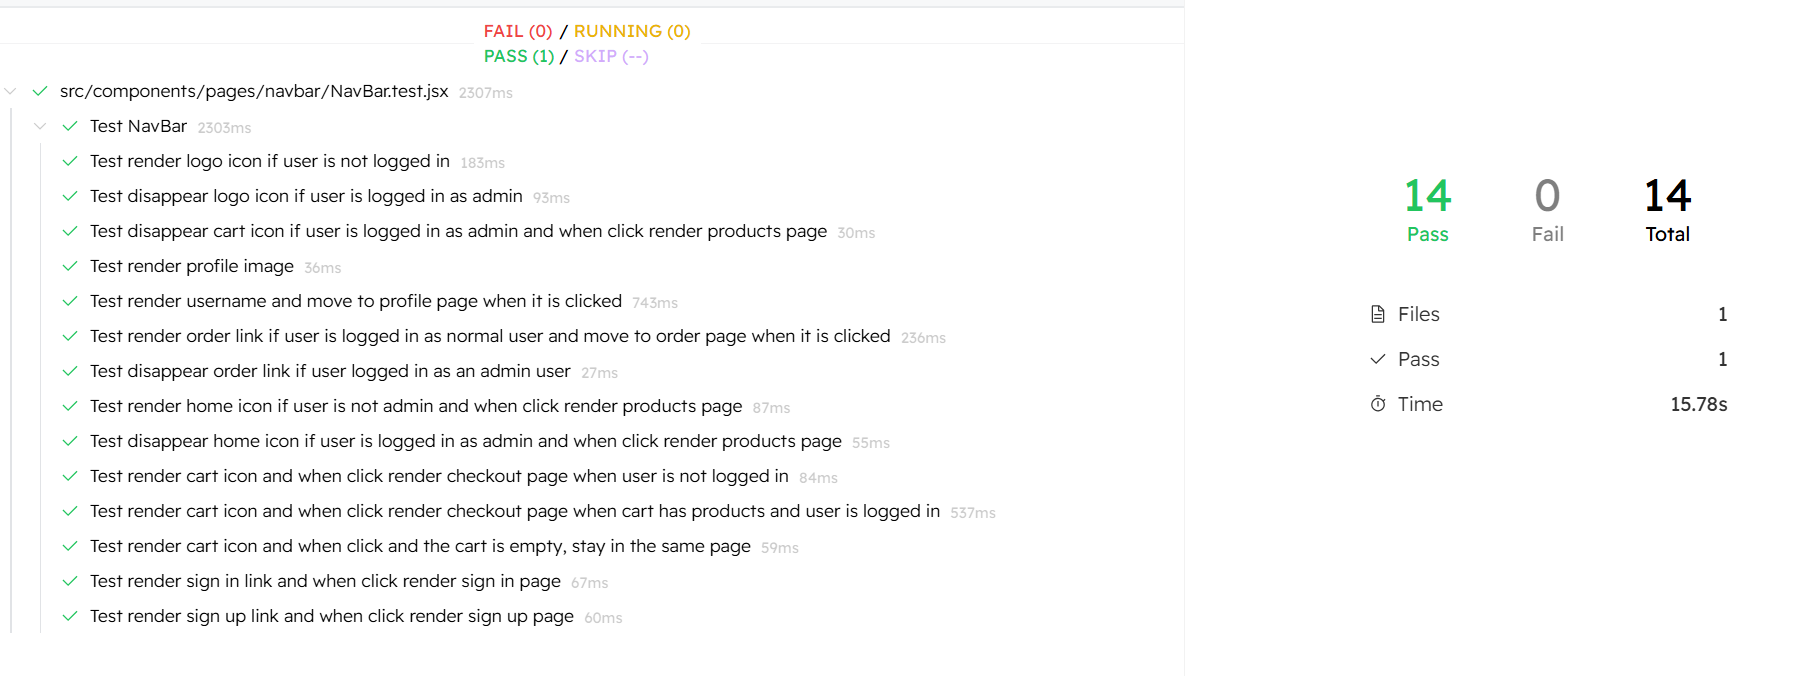 FAIL (0) / RUNNING (0)
PASS (1) / SKIP (--)
src/components/pages/navbar/NavBar.test.jsx 2307ms
Test NavBar 2303ms
Test render logo icon if user is not logged in 183ms
Test disappear logo icon if user is logged in as admin 93ms
Test disappear cart icon if user is logged in as admin and when click render products page 30ms
Test render profile image 36ms
Test render username and move to profile page when it is clicked 743ms
Test render order link if user is logged in as normal user and move to order page when it is clicked 236ms
Test disappear order link if user logged in as an admin user 27ms
Test render home icon if user is not admin and when click render products page 87ms
Test disappear home icon if user is logged in as admin and when click render products page 55ms
Test render cart icon and when click render checkout page when user is not logged in 84ms
Test render cart icon and when click render checkout page when cart has products and user is logged in 537ms
Test render cart icon and when click and the cart is empty, stay in the same page 59ms
Test render sign in link and when click render sign in page 67ms
Test render sign up link and when click render sign up page 60ms
14 0 14
Pass Fail Total
Files 1
Pass 1
Time 15.78s